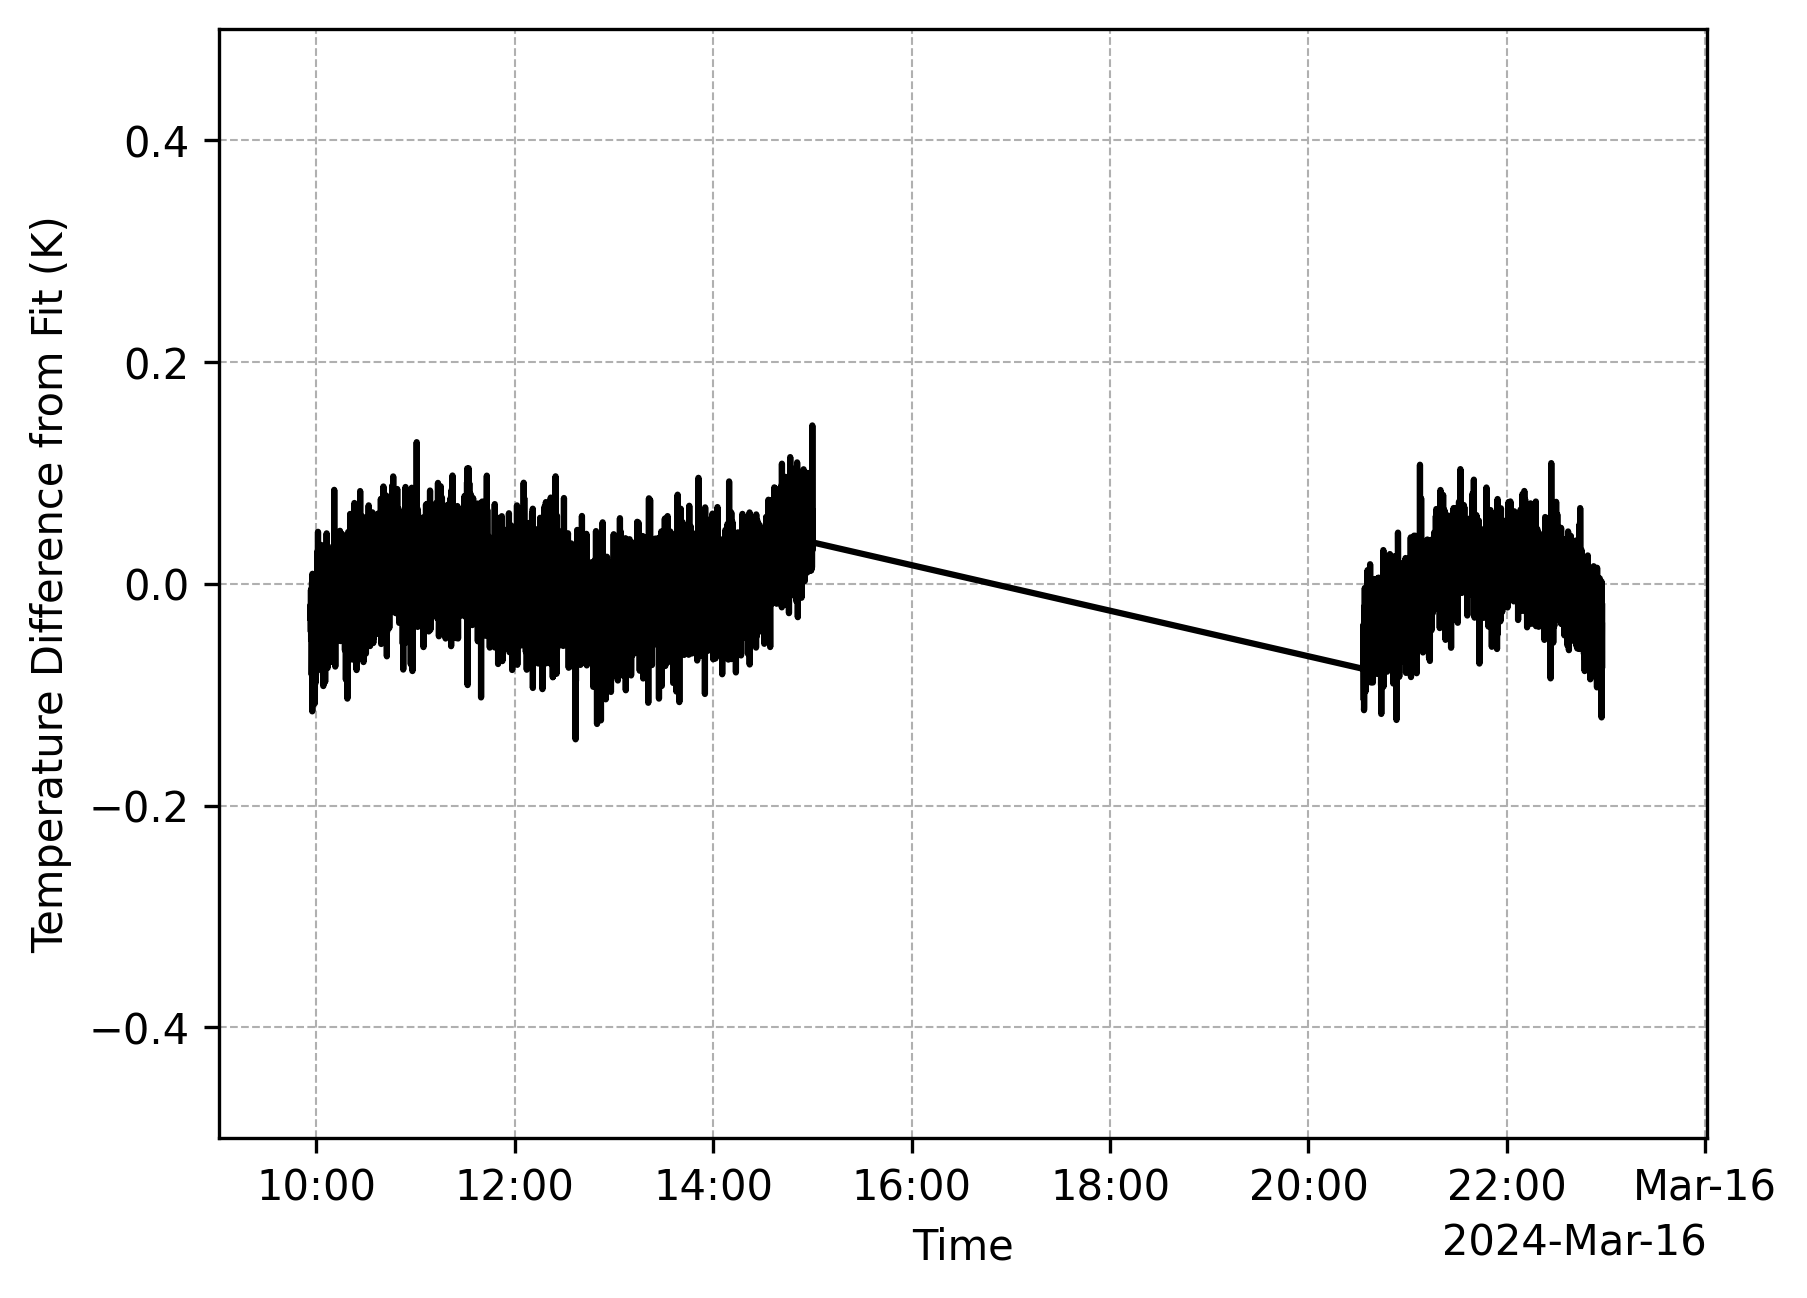 Temperature Difference from Fit (K)
0.4
0.2
0.0
−0.2
−0.4
10:00 12:00 14:00 16:00 18:00 20:00 22:00 Mar-16
Time
2024-Mar-16